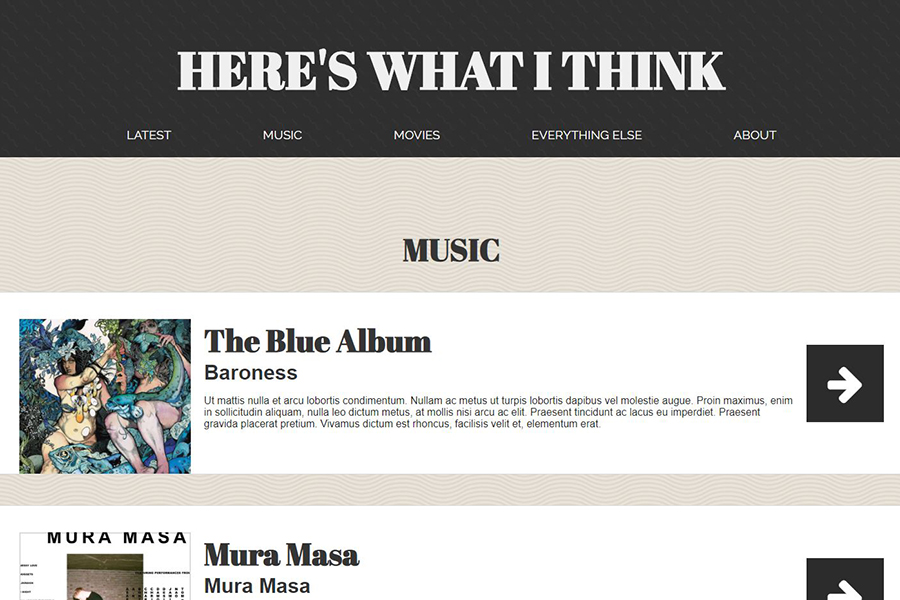 HERE'S WHAT I THINK
LATEST MUSIC MOVIES EVERYTHING ELSE ABOUT
MUSIC
The Blue Album
Baroness
Ut mattis nulla et arcu lobortis condimentum. Nullam ac metus ut turpis lobortis dapibus vel molestie augue. Proin maximus, enim
in sollicitudin aliquam, nulla leo dictum metus, at mollis nisi arcu ac elit. Praesent tincidunt ac lacus eu imperdiet. Praesent
gravida placerat pretium. Vivamus dictum est rhoncus, facilisis velit et, elementum erat.
MURA MASA
Mura Masa
Mura Masa